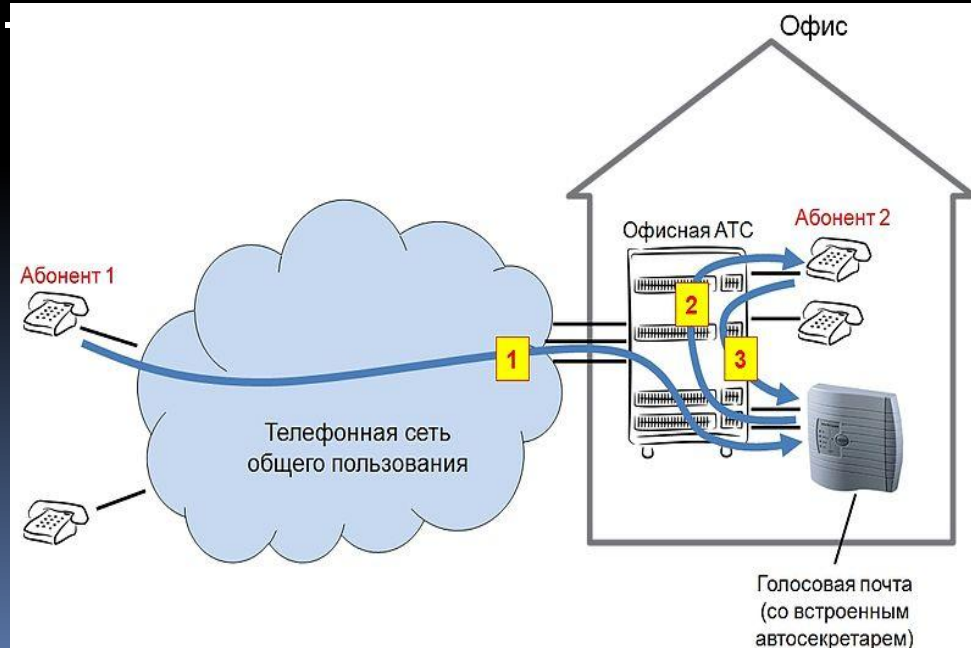 Офис
Офисная АТС
Абонент 2
Абонент 1
2
1
3
Телефонная сеть
общего пользования
Голосовая почта
(со встроенным
автосекретарем)